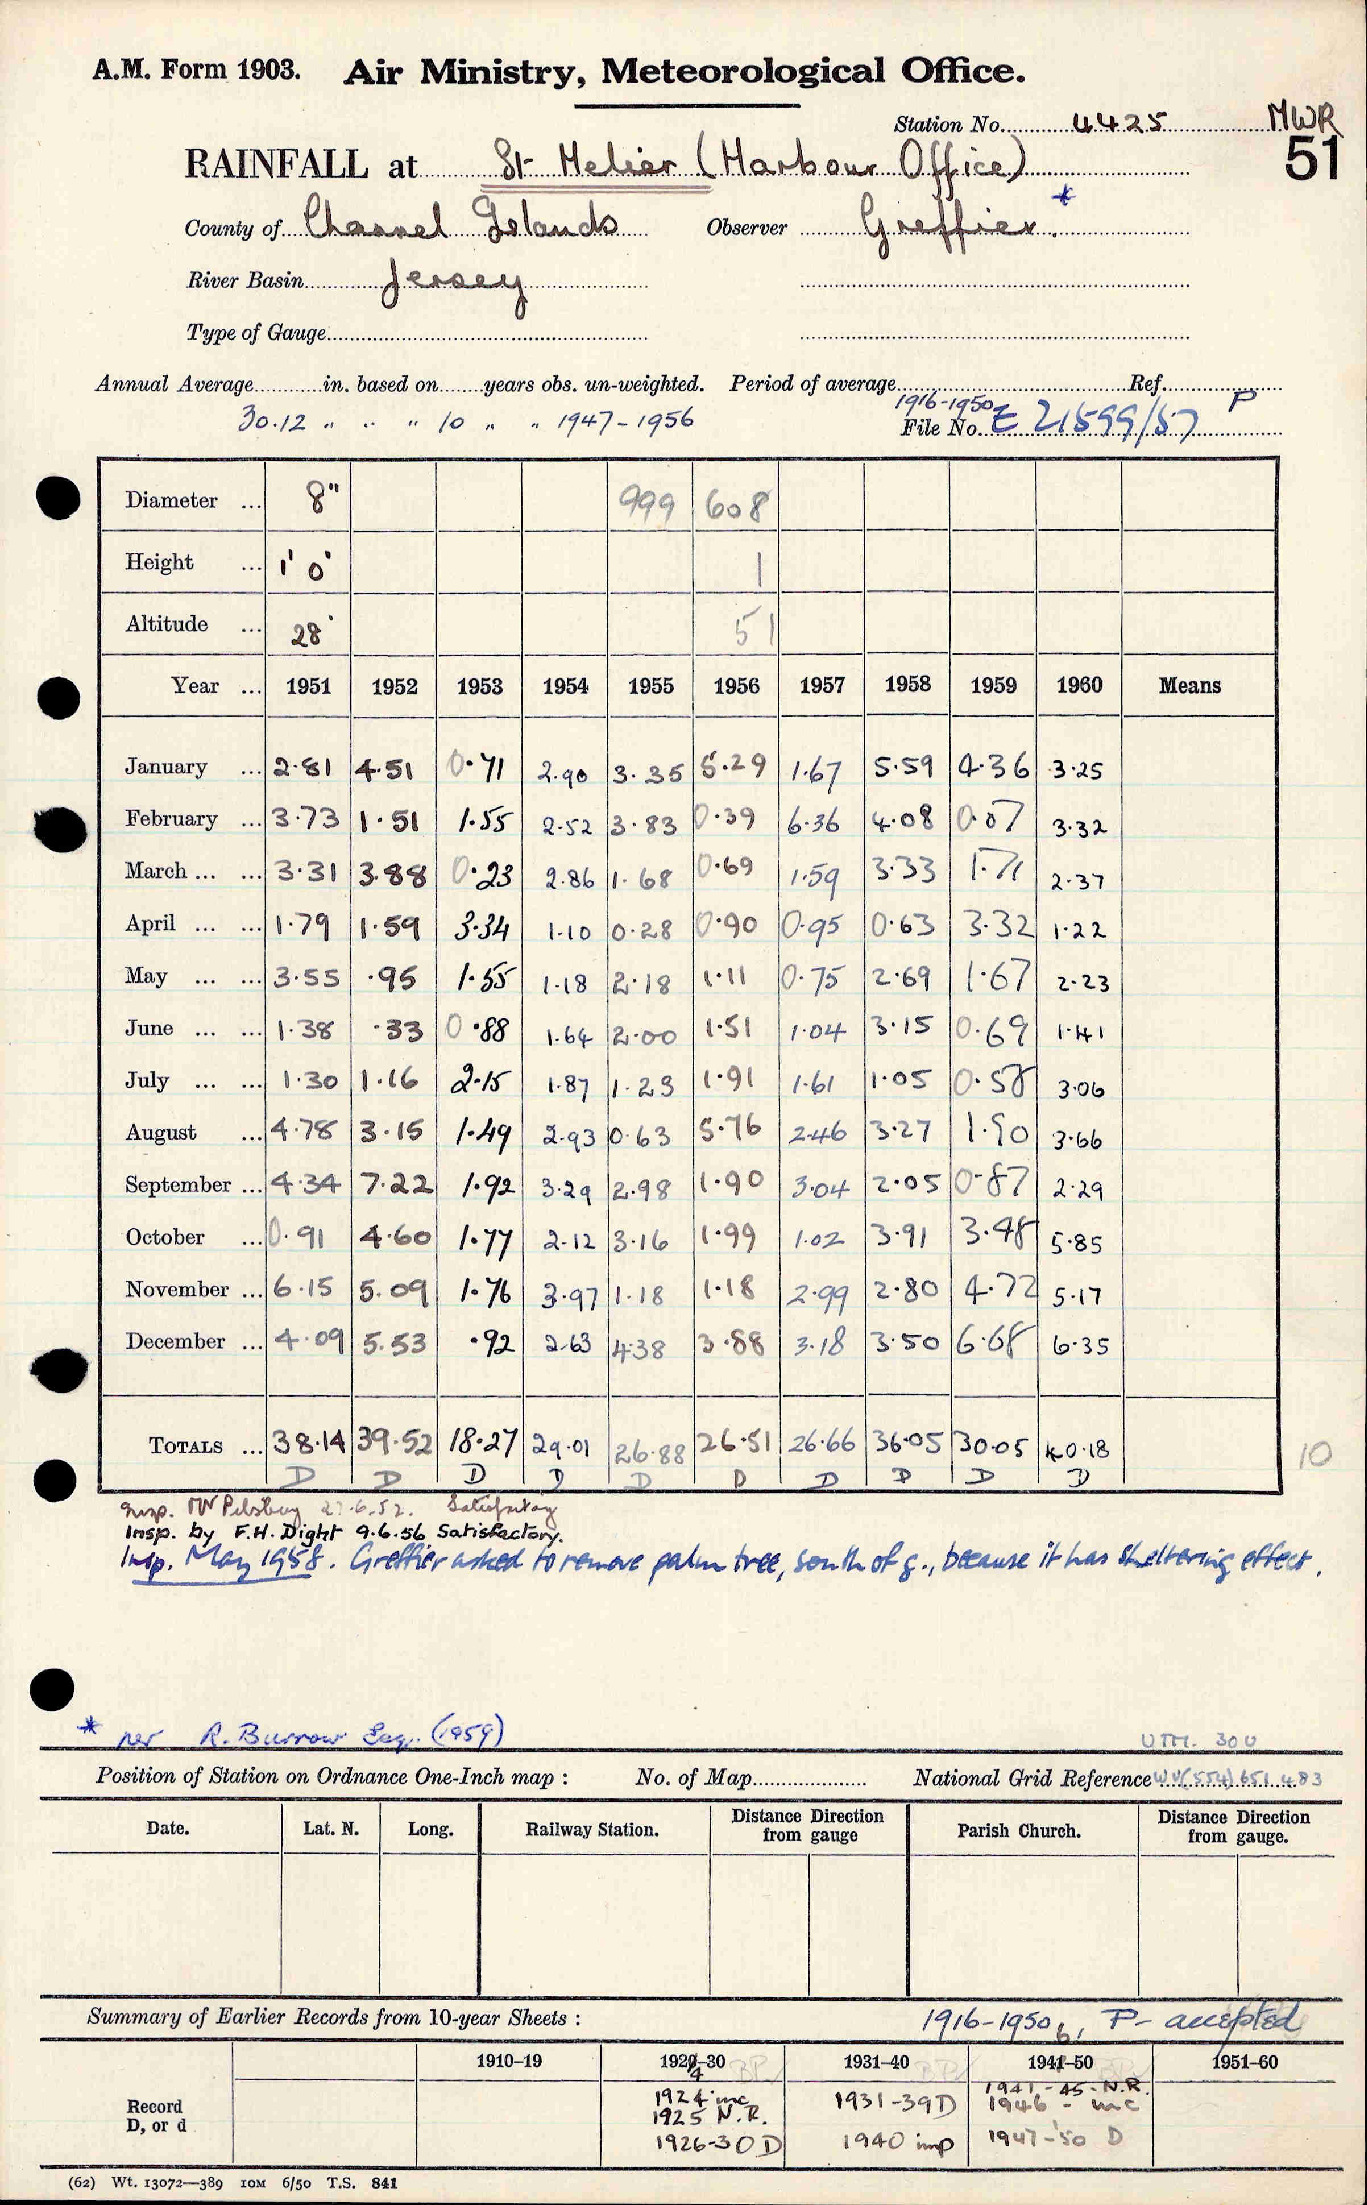 A.M. Form 1903. Air Ministry, Meteorological Office.
Station No. 4425 MWR
51
RAINFALL at St Helier (Harbour Office)
County of Channel Islands Observer Greffier. *
River Basin Jersey
Type of Gauge
Annual Average in. based on years obs. un-weighted. Period of average Ref.
30.12 " " " 10 " " 1947-1956 1916-1950 P
File No. E 21599/57
Diameter ... 8" 999 608
Height ... 1' 0" 1
Altitude ... 28' 51
Year ... 1951 1952 1953 1954 1955 1956 1957 1958 1959 1960 Means
January ... 2.81 4.51 0.71 2.90 3.35 5.29 1.67 5.59 4.36 3.25
February ... 3.73 1.51 1.55 2.52 3.83 0.39 6.36 4.08 0.07 3.32
March ... ... 3.31 3.88 0.23 2.86 1.68 0.69 1.59 3.33 1.71 2.37
April ... ... 1.79 1.59 3.34 1.10 0.28 0.90 0.95 0.63 3.32 1.22
May ... ... 3.55 .95 1.55 1.18 2.18 1.11 0.75 2.69 1.67 2.23
June ... ... 1.38 .33 0.88 1.64 2.00 1.51 1.04 3.15 0.69 1.41
July ... ... 1.30 1.16 2.15 1.87 1.23 1.91 1.61 1.05 0.58 3.06
August ... 4.78 3.15 1.49 2.93 0.63 5.76 2.46 3.27 1.90 3.66
September ... 4.34 7.22 1.92 3.29 2.98 1.90 3.04 2.05 0.87 2.29
October ... 0.91 4.60 1.77 2.12 3.16 1.99 1.02 3.91 3.48 5.85
November ... 6.15 5.09 1.76 3.97 1.18 1.18 2.99 2.80 4.72 5.17
December ... 4.09 5.53 .92 2.63 4.38 3.88 3.18 3.50 6.68 6.35
TOTALS ... 38.14 39.52 18.27 29.01 26.88 26.51 26.66 36.05 30.05 40.18 10
D D D D D D D D D D
Insp. Pilsbury 27.6.52. Satisfactory
Insp. by F.H. Dight 9.6.56 Satisfactory.
Insp. May 1958. Greffier asked to remove palm tree, south of g., because it has sheltering effect.
* per R. Burrow Esq. (1959)
UTM. 30U
Position of Station on Ordnance One-Inch map : No. of Map National Grid Reference WV(554) 651 483
Date. Lat. N. Long. Railway Station. Distance Direction from gauge Parish Church. Distance Direction from gauge.
Summary of Earlier Records from 10-year Sheets : 1916-1950 P- accepted
1910-19 1920-30 1931-40 1941-50 1951-60
4
Record D, or d
1924 inc 1931-39D 1941-45-N.R.
1925 N.R. 1946 - inc
1926-30 D 1940 imp 1947-50 D
(62) Wt. 13072—389 10M 6/50 T.S. 841